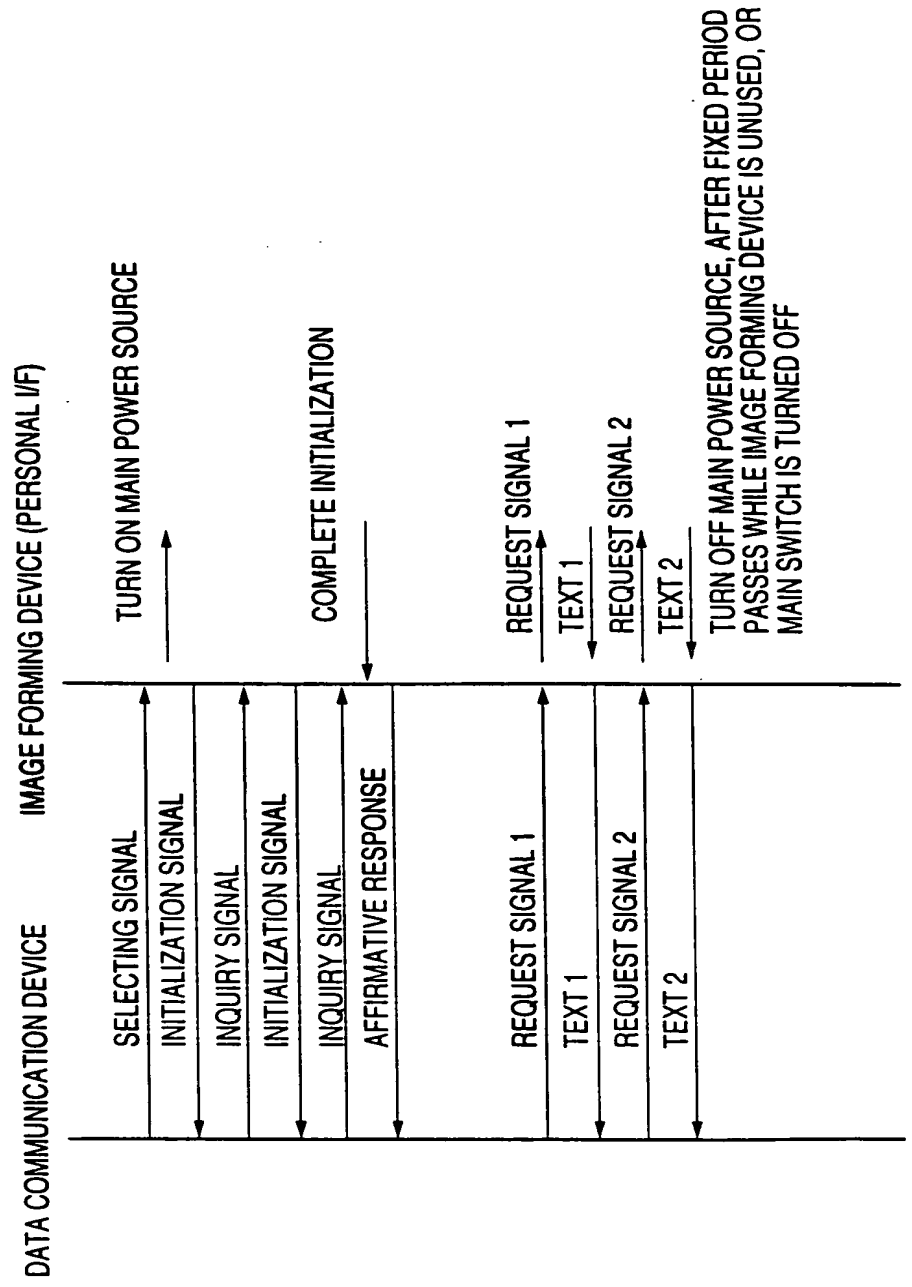 DATA COMMUNICATION DEVICE
IMAGE FORMING DEVICE (PERSONAL I/F)
SELECTING SIGNAL
TURN ON MAIN POWER SOURCE
INITIALIZATION SIGNAL
INQUIRY SIGNAL
INITIALIZATION SIGNAL
INQUIRY SIGNAL
COMPLETE INITIALIZATION
AFFIRMATIVE RESPONSE
REQUEST SIGNAL 1
REQUEST SIGNAL 1
TEXT 1
TEXT 1
REQUEST SIGNAL 2
REQUEST SIGNAL 2
TEXT 2
TEXT 2
TURN OFF MAIN POWER SOURCE, AFTER FIXED PERIOD
PASSES WHILE IMAGE FORMING DEVICE IS UNUSED, OR
MAIN SWITCH IS TURNED OFF